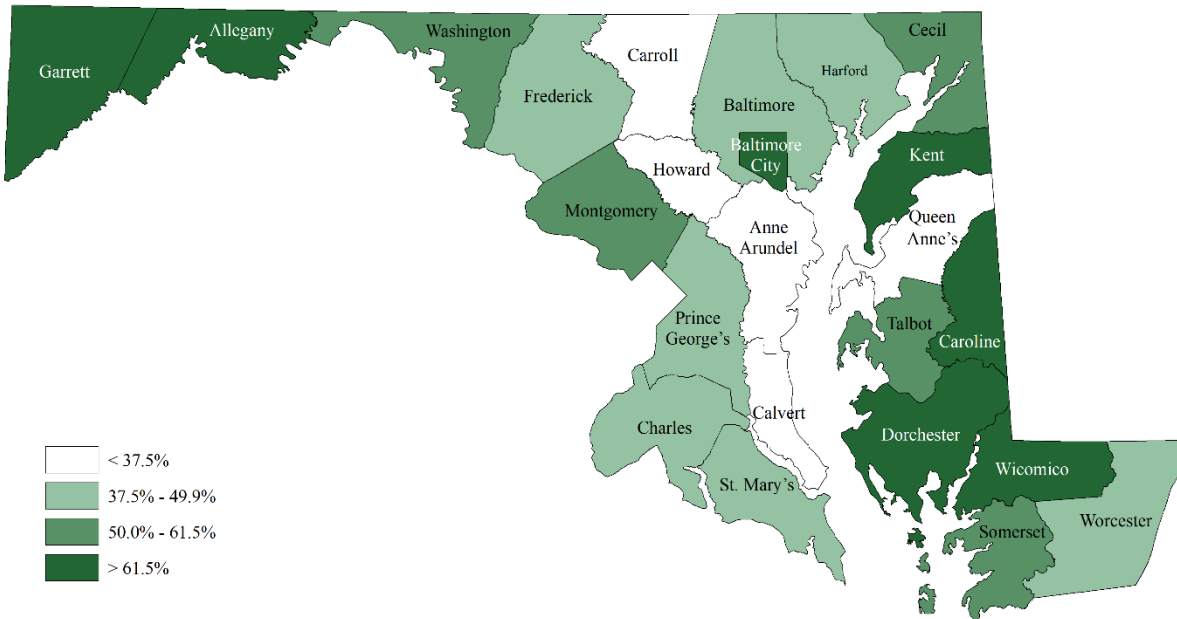 Garrett
Allegany
Washington
Frederick
Carroll
Baltimore
Harford
Cecil
Baltimore
City
Howard
Montgomery
Anne
Arundel
Kent
Queen
Anne's
Prince
George's
Talbot
Caroline
Charles
Calvert
Dorchester
St. Mary's
Wicomico
Somerset
Worcester
< 37.5%
37.5% - 49.9%
50.0% - 61.5%
> 61.5%